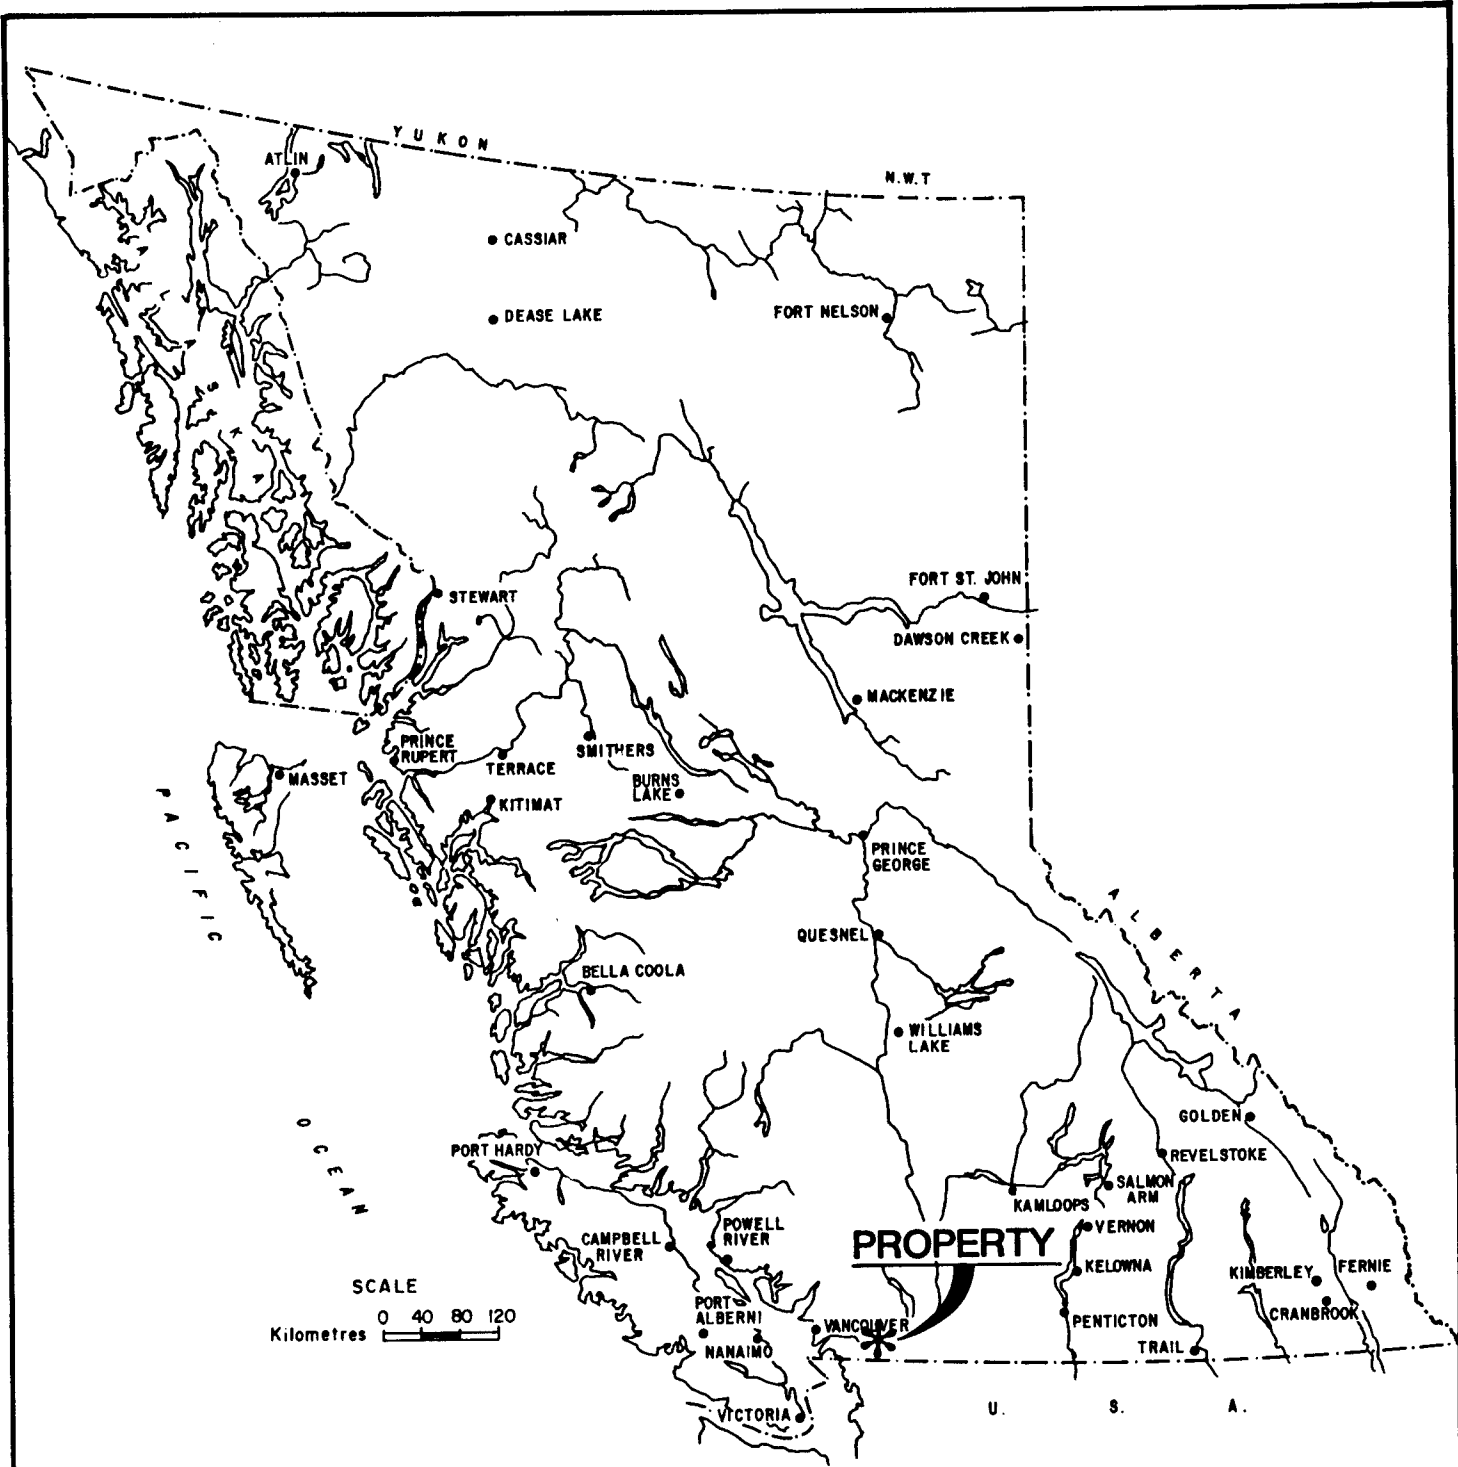 YUKON
N.W.T
ATLIN
CASSIAR
DEASE LAKE
FORT NELSON
ALASKA
FORT ST. JOHN
STEWART
DAWSON CREEK
MACKENZIE
PRINCE
RUPERT
SMITHERS
TERRACE
MASSET
BURNS
LAKE
KITIMAT
PACIFIC
PRINCE
GEORGE
ALBERTA
QUESNEL
BELLA COOLA
WILLIAMS
LAKE
OCEAN
GOLDEN
PORT HARDY
REVELSTOKE
SALMON
ARM
KAMLOOPS
POWELL
RIVER
VERNON
CAMPBELL
RIVER
PROPERTY
KELOWNA
KIMBERLEY
FERNIE
SCALE
PORT
ALBERNI
0 40 80 120
Kilometres
CRANBROOK
PENTICTON
VANCOUVER
NANAIMO
TRAIL
VICTORIA
U. S. A.